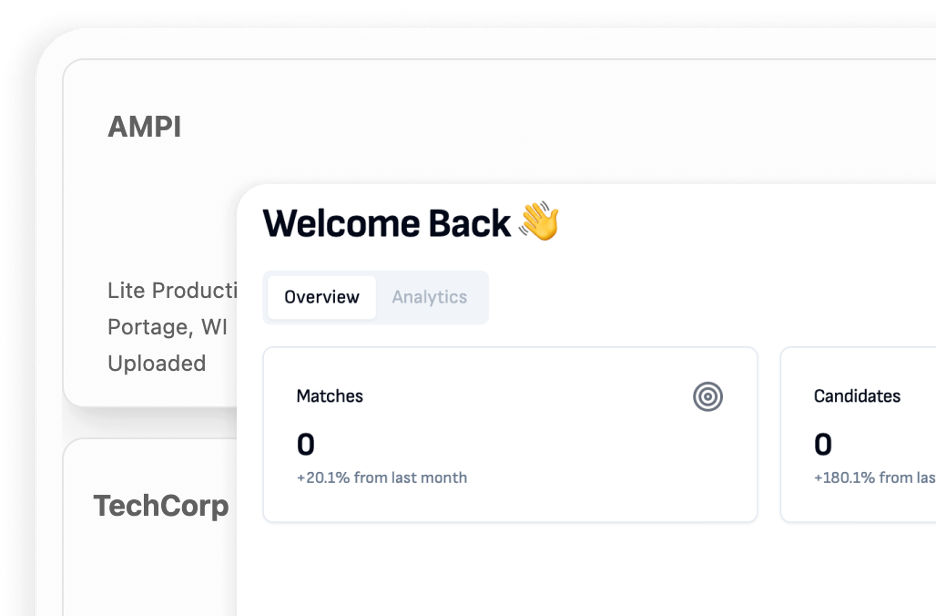 AMPI
Lite Producti
Portage, WI
Uploaded
TechCorp
Welcome Back 👋
Overview
Analytics
Matches
0
+20.1% from last month
Candidates
0
+180.1% from las